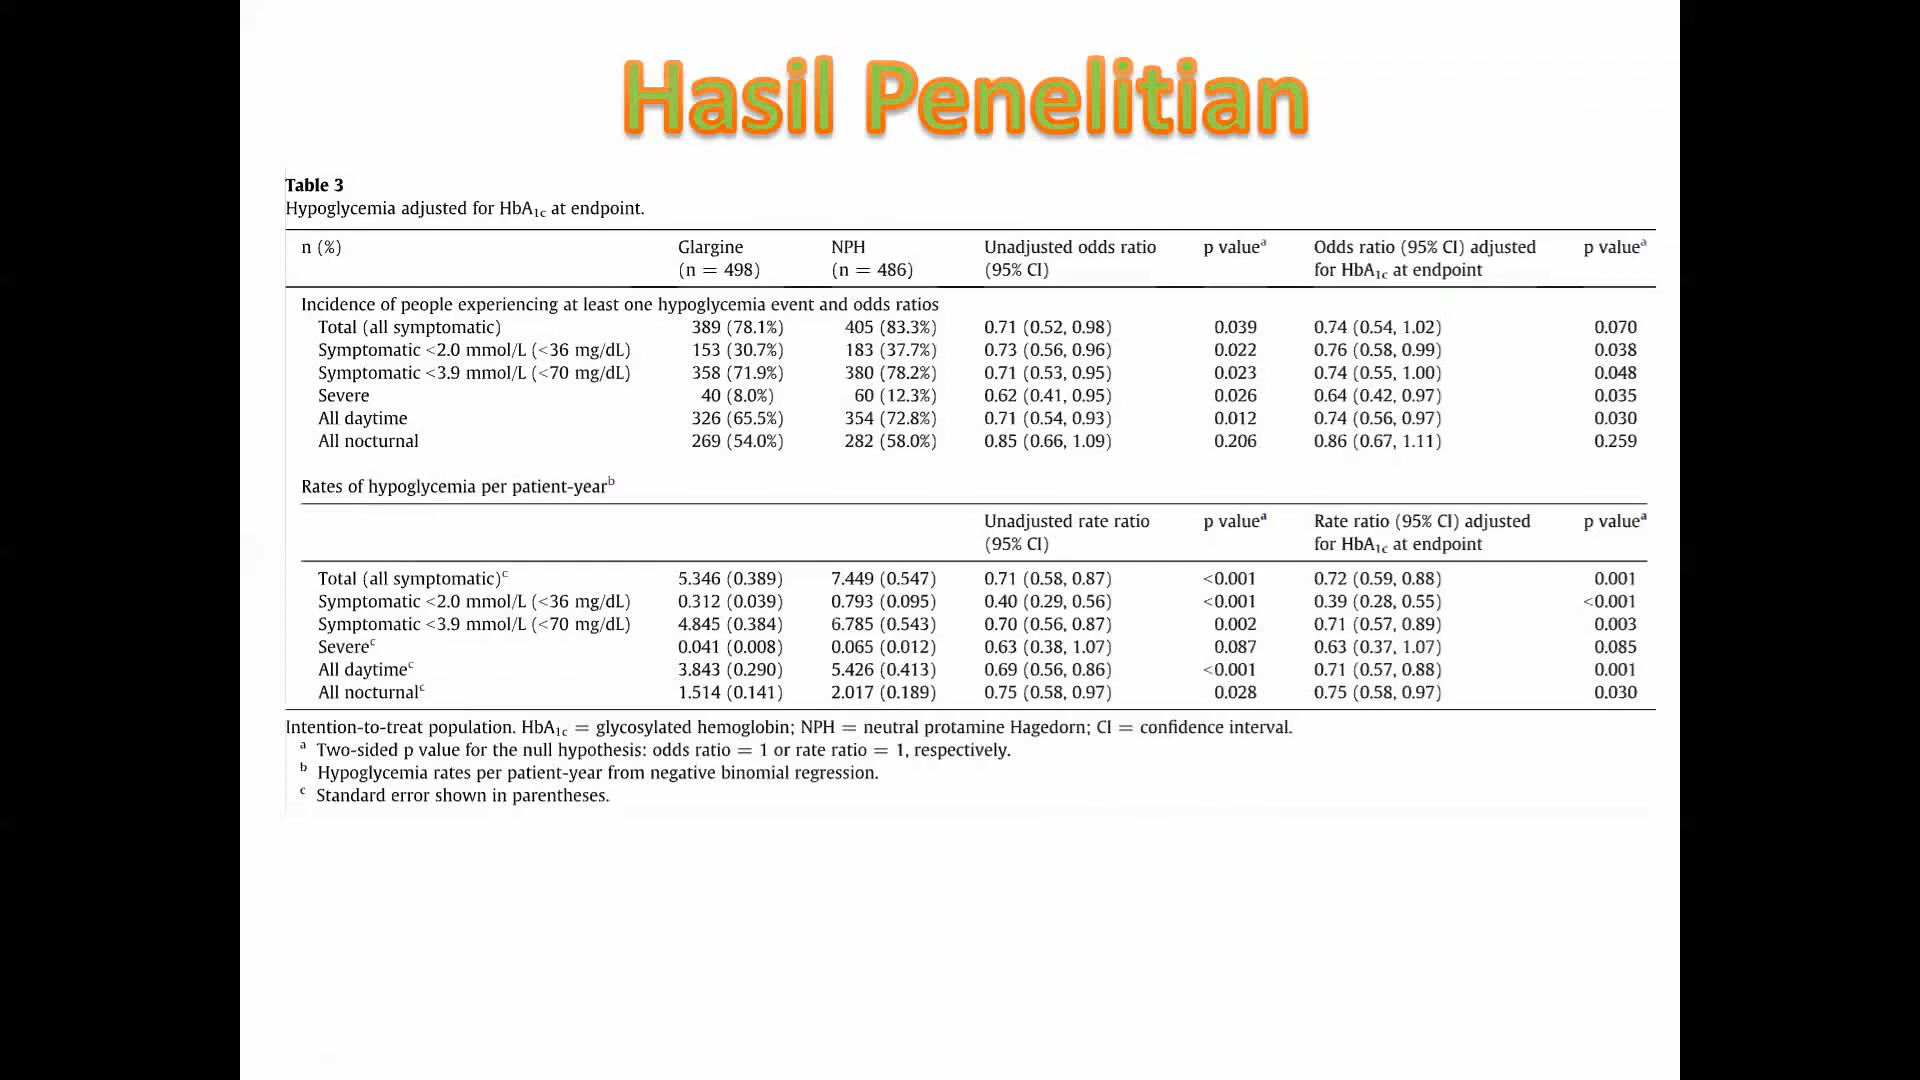 Hasil Penelitian
Table 3
Hypoglycemia adjusted for HbA1c at endpoint.
n (%) Glargine (n = 498) NPH (n = 486) Unadjusted odds ratio (95% CI) p valueᵃ Odds ratio (95% CI) adjusted for HbA1c at endpoint p valueᵃ
Incidence of people experiencing at least one hypoglycemia event and odds ratios
Total (all symptomatic) 389 (78.1%) 405 (83.3%) 0.71 (0.52, 0.98) 0.039 0.74 (0.54, 1.02) 0.070
Symptomatic <2.0 mmol/L (<36 mg/dL) 153 (30.7%) 183 (37.7%) 0.73 (0.56, 0.96) 0.022 0.76 (0.58, 0.99) 0.038
Symptomatic <3.9 mmol/L (<70 mg/dL) 358 (71.9%) 380 (78.2%) 0.71 (0.53, 0.95) 0.023 0.74 (0.55, 1.00) 0.048
Severe 40 (8.0%) 60 (12.3%) 0.62 (0.41, 0.95) 0.026 0.64 (0.42, 0.97) 0.035
All daytime 326 (65.5%) 354 (72.8%) 0.71 (0.54, 0.93) 0.012 0.74 (0.56, 0.97) 0.030
All nocturnal 269 (54.0%) 282 (58.0%) 0.85 (0.66, 1.09) 0.206 0.86 (0.67, 1.11) 0.259
Rates of hypoglycemia per patient-yearᵇ
Unadjusted rate ratio (95% CI) p valueᵃ Rate ratio (95% CI) adjusted for HbA1c at endpoint p valueᵃ
Total (all symptomatic)ᶜ 5.346 (0.389) 7.449 (0.547) 0.71 (0.58, 0.87) <0.001 0.72 (0.59, 0.88) 0.001
Symptomatic <2.0 mmol/L (<36 mg/dL) 0.312 (0.039) 0.793 (0.095) 0.40 (0.29, 0.56) <0.001 0.39 (0.28, 0.55) <0.001
Symptomatic <3.9 mmol/L (<70 mg/dL) 4.845 (0.384) 6.785 (0.543) 0.70 (0.56, 0.87) 0.002 0.71 (0.57, 0.89) 0.003
Severeᶜ 0.041 (0.008) 0.065 (0.012) 0.63 (0.38, 1.07) 0.087 0.63 (0.37, 1.07) 0.085
All daytimeᶜ 3.843 (0.290) 5.426 (0.413) 0.69 (0.56, 0.86) <0.001 0.71 (0.57, 0.88) 0.001
All nocturnalᶜ 1.514 (0.141) 2.017 (0.189) 0.75 (0.58, 0.97) 0.028 0.75 (0.58, 0.97) 0.030
Intention-to-treat population. HbA1c = glycosylated hemoglobin; NPH = neutral protamine Hagedorn; CI = confidence interval.
ᵃ Two-sided p value for the null hypothesis: odds ratio = 1 or rate ratio = 1, respectively.
ᵇ Hypoglycemia rates per patient-year from negative binomial regression.
ᶜ Standard error shown in parentheses.